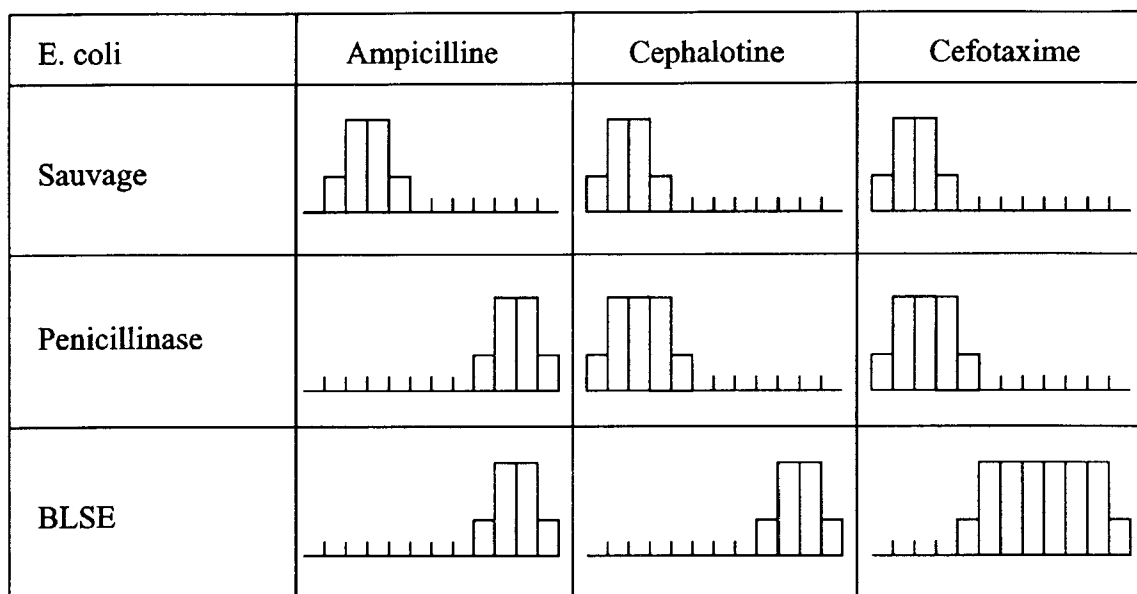 E. coli
Ampicilline
Cephalotine
Cefotaxime
Sauvage
Penicillinase
BLSE